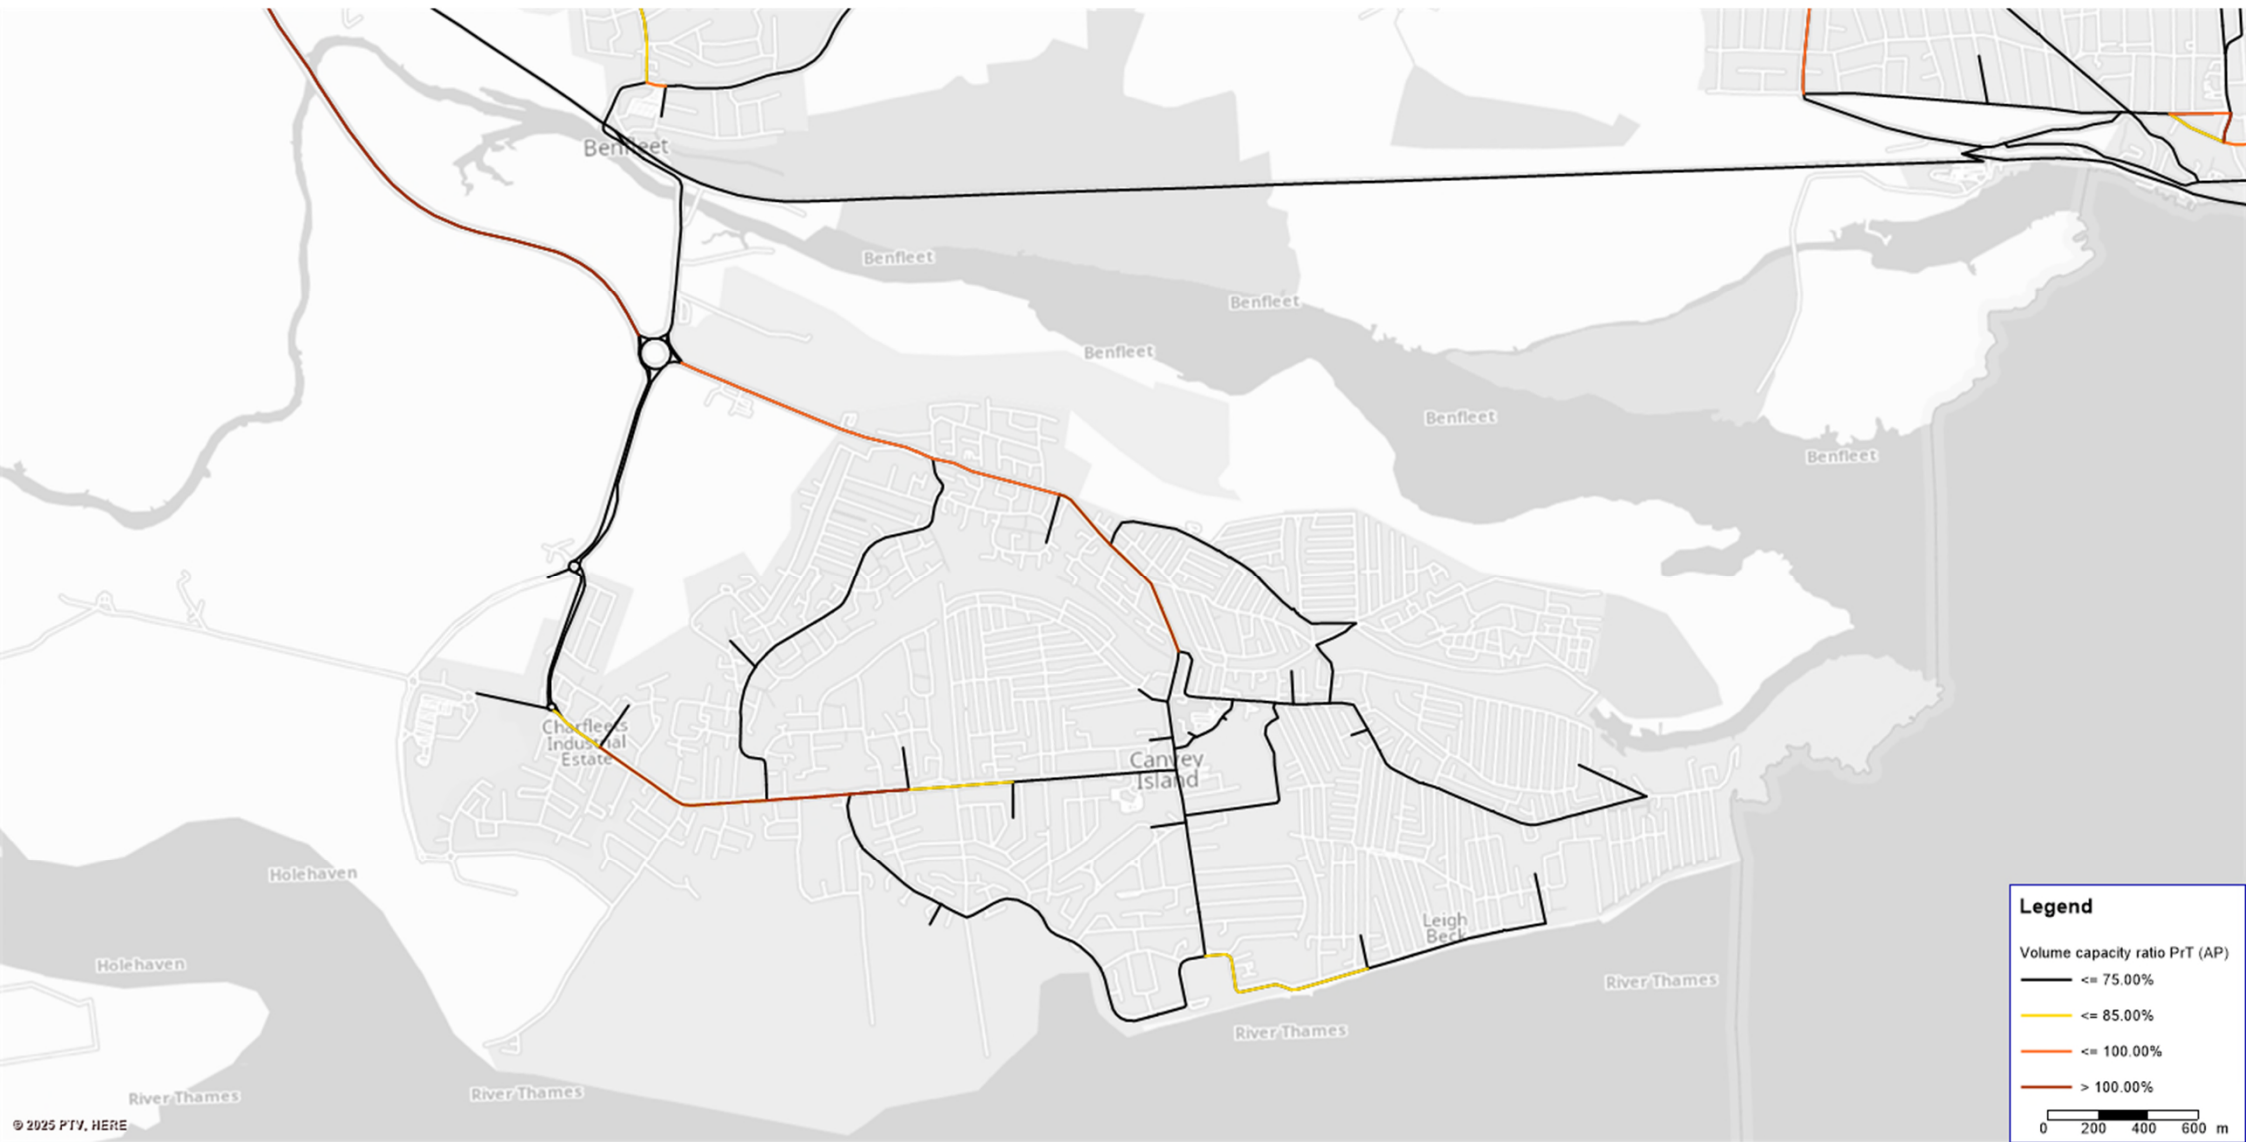 Benfleet
Benfleet
Benfleet
Benfleet
Benfleet
Benfleet
Charfleets
Industrial
Estate
Canvey
Island
Holehaven
Leigh
Beck
Holehaven
River Thames
River Thames
River Thames
River Thames
Legend
Volume capacity ratio PrT (AP)
<= 75.00%
<= 85.00%
<= 100.00%
> 100.00%
0 200 400 600 m
© 2025 PTV, HERE